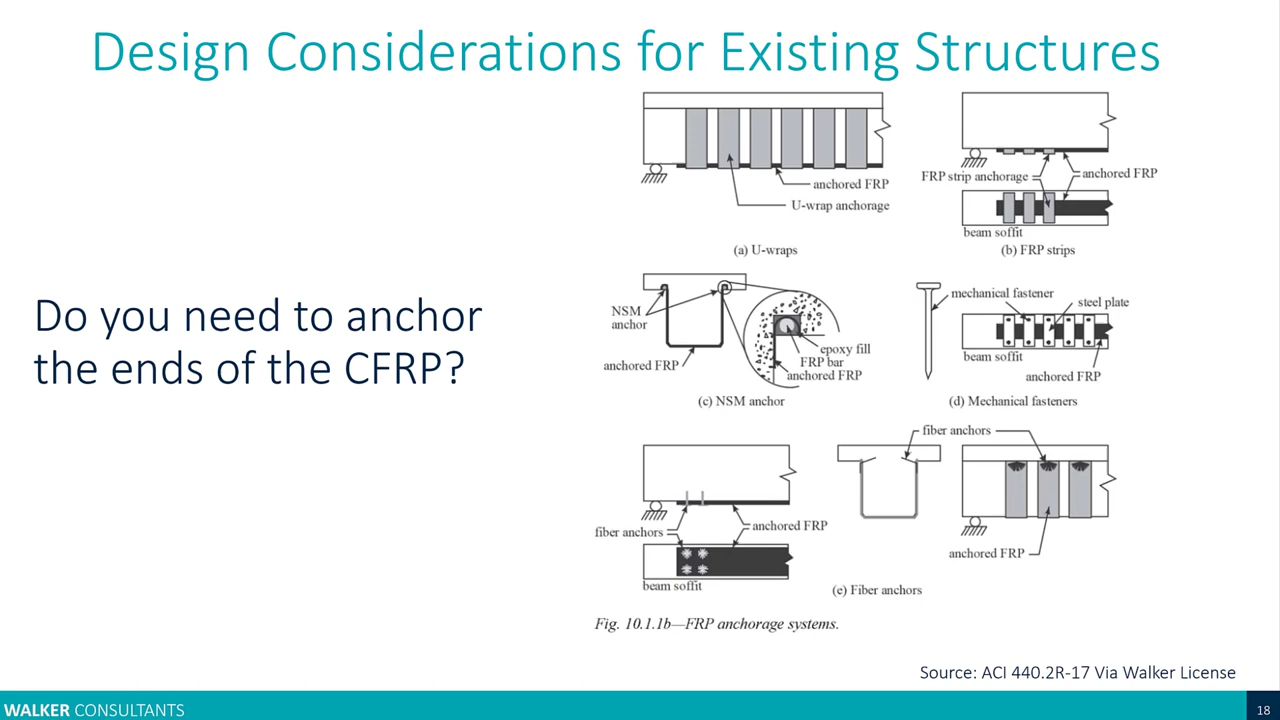 Design Considerations for Existing Structures
Do you need to anchor
the ends of the CFRP?
anchored FRP
U-wrap anchorage
(a) U-wraps
FRP strip anchorage
anchored FRP
beam soffit
(b) FRP strips
NSM
anchor
anchored FRP
epoxy fill
FRP bar
anchored FRP
(c) NSM anchor
mechanical fastener
steel plate
beam soffit
anchored FRP
(d) Mechanical fasteners
fiber anchors
anchored FRP
beam soffit
fiber anchors
anchored FRP
(e) Fiber anchors
Fig. 10.1.1b—FRP anchorage systems.
Source: ACI 440.2R-17 Via Walker License
WALKER CONSULTANTS
18